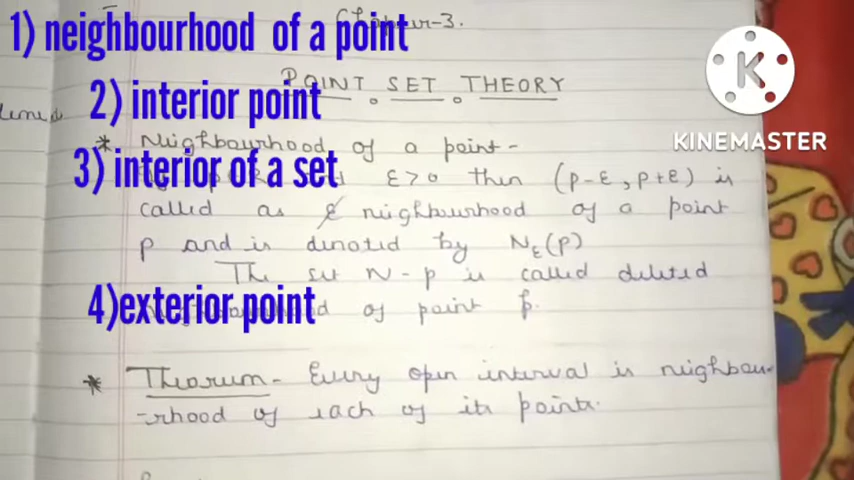 Chapter-3.
1) neighbourhood of a point
POINT SET THEORY
2) interior point
* Neighbourhood of a point-
3) interior of a set
ε>0 then (p-ε, p+ε) is
called as ε neighbourhood of a point
p and is denoted by Nε(p)
The set N-p is called deleted
4)exterior point
of point p.
* Theorum- Every open interval is neighbou-
-rhood of each of its points.
KINEMASTER